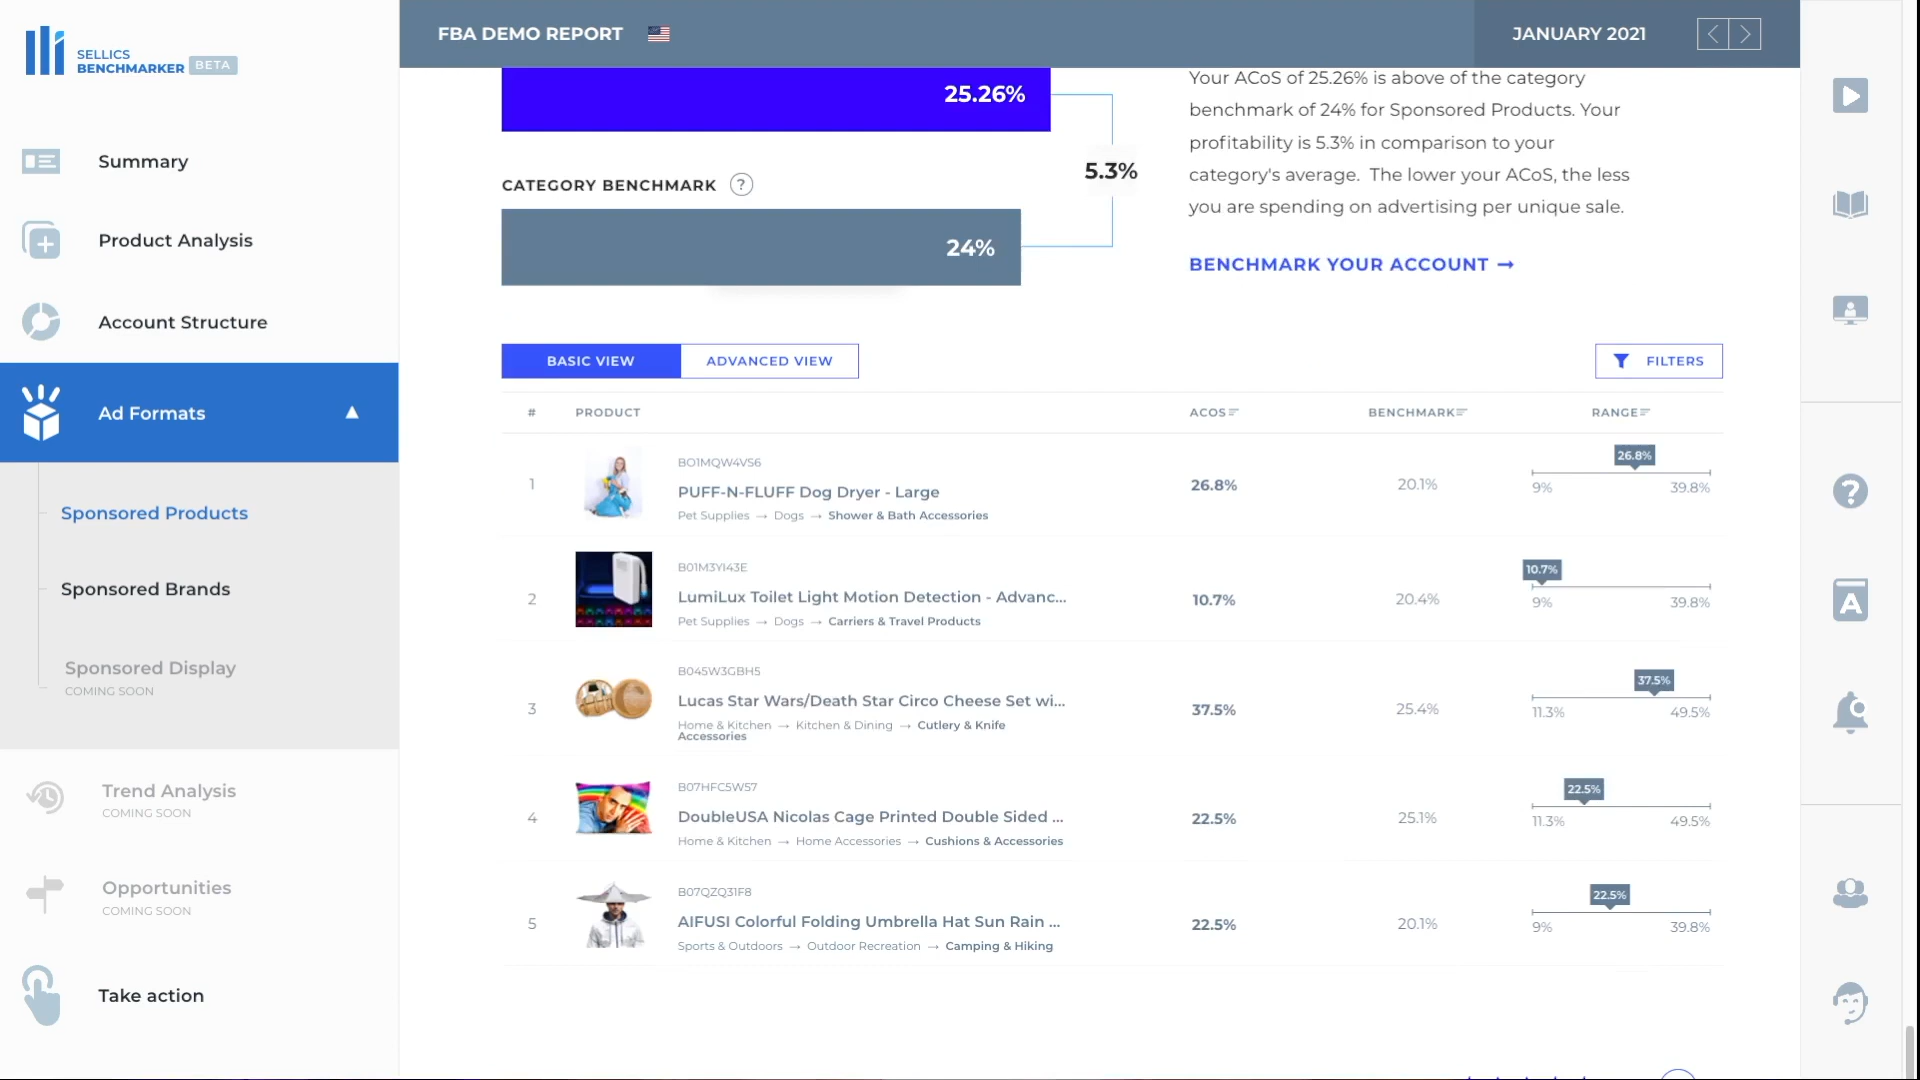 SELLICS
BENCHMARKER BETA
FBA DEMO REPORT
JANUARY 2021
Summary
Product Analysis
Account Structure
Ad Formats
Sponsored Products
Sponsored Brands
Sponsored Display
COMING SOON
Trend Analysis
COMING SOON
Opportunities
COMING SOON
Take action
25.26%
CATEGORY BENCHMARK ?
24%
5.3%
Your ACoS of 25.26% is above of the category
benchmark of 24% for Sponsored Products. Your
profitability is 5.3% in comparison to your
category's average. The lower your ACoS, the less
you are spending on advertising per unique sale.
BENCHMARK YOUR ACCOUNT →
BASIC VIEW ADVANCED VIEW FILTERS
# PRODUCT ACOS BENCHMARK RANGE
BO1MQW4VS6
1 PUFF-N-FLUFF Dog Dryer - Large 26.8% 20.1% 26.8% 9% 39.8%
Pet Supplies → Dogs → Shower & Bath Accessories
B01M3YI43E
2 LumiLux Toilet Light Motion Detection - Advanc... 10.7% 20.4% 10.7% 9% 39.8%
Pet Supplies → Dogs → Carriers & Travel Products
B045W3GBH5
3 Lucas Star Wars/Death Star Circo Cheese Set wi... 37.5% 25.4% 37.5% 11.3% 49.5%
Home & Kitchen → Kitchen & Dining → Cutlery & Knife
Accessories
B07HFC5W57
4 DoubleUSA Nicolas Cage Printed Double Sided ... 22.5% 25.1% 22.5% 11.3% 49.5%
Home & Kitchen → Home Accessories → Cushions & Accessories
B07QZQ31F8
5 AIFUSI Colorful Folding Umbrella Hat Sun Rain ... 22.5% 20.1% 22.5% 9% 39.8%
Sports & Outdoors → Outdoor Recreation → Camping & Hiking
?
A